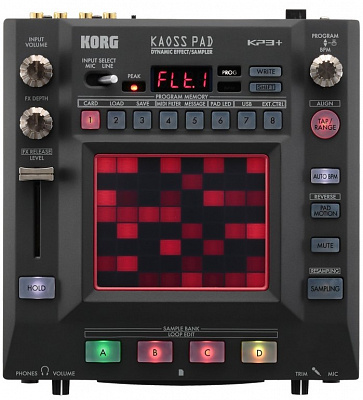 INPUT VOLUME
KORG
KAOSS PAD
DYNAMIC EFFECT/SAMPLER
KP3+
PROGRAM
BPM
INPUT SELECT
MIC LINE
PEAK
FLt.1
PROG
WRITE
SHIFT
FX DEPTH
PROGRAM MEMORY
CARD LOAD SAVE MIDI FILTER MESSAGE PAD LED USB EXT.CTRL
1 2 3 4 5 6 7 8
ALIGN
TAP/RANGE
FX RELEASE
LEVEL
AUTO BPM
REVERSE
PAD MOTION
MUTE
RESAMPLING
SAMPLING
HOLD
SAMPLE BANK
LOOP EDIT
A B C D
PHONES VOLUME
TRIM MIC